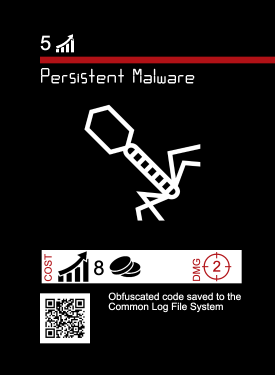 5
Persistent Malware
COST
8
DMG
2
Obfuscated code saved to the
Common Log File System